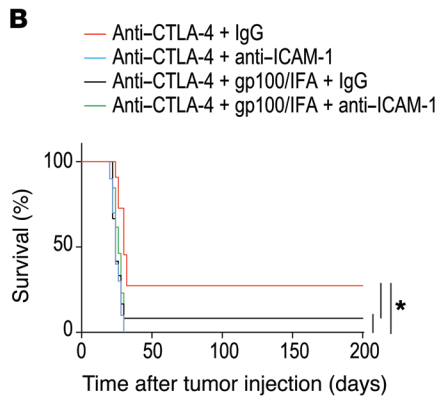 B
Anti–CTLA-4 + IgG
Anti–CTLA-4 + anti–ICAM-1
Anti–CTLA-4 + gp100/IFA + IgG
Anti–CTLA-4 + gp100/IFA + anti–ICAM-1
100
50
0
Survival (%)
0 50 100 150 200
*
Time after tumor injection (days)